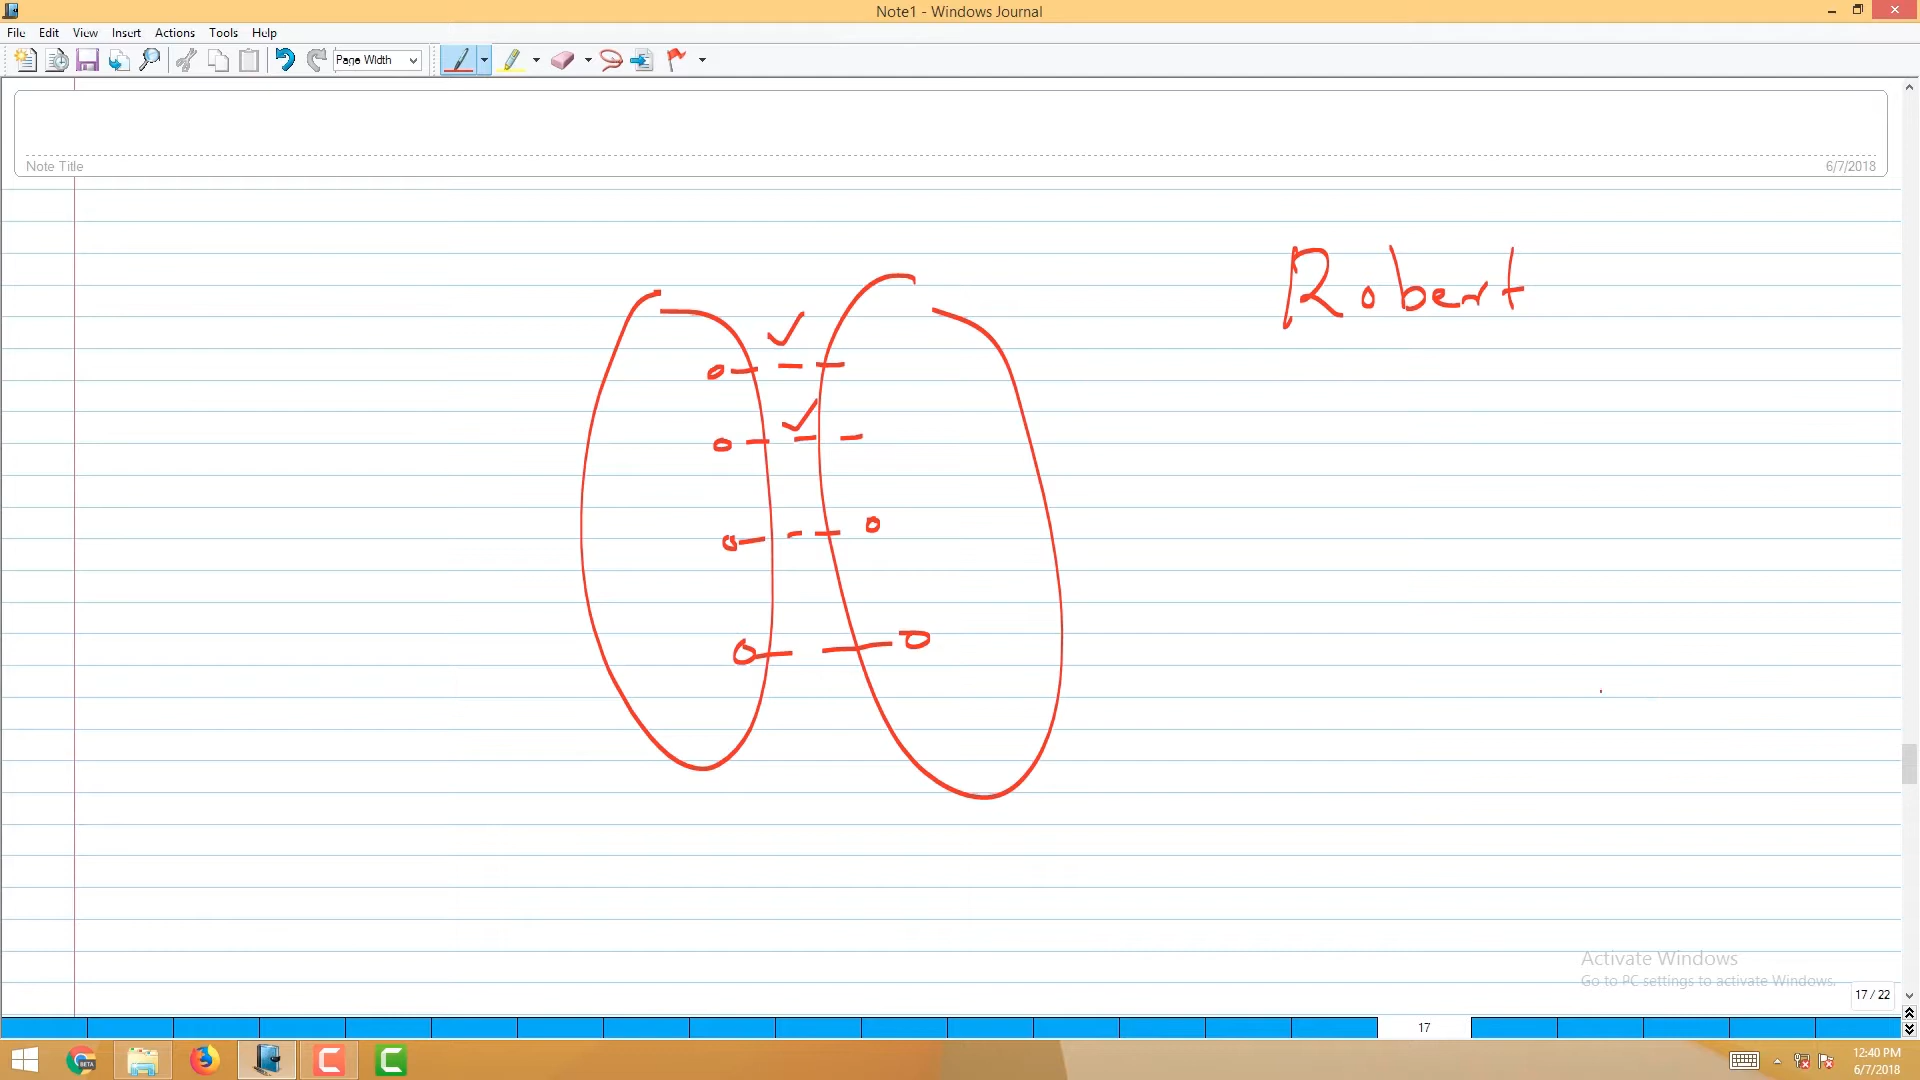 Note1 - Windows Journal
File Edit View Insert Actions Tools Help
Page Width
Note Title
6/7/2018
Robert
Activate Windows
Go to PC settings to activate Windows.
17 / 22
17
BETA
12:40 PM
6/7/2018